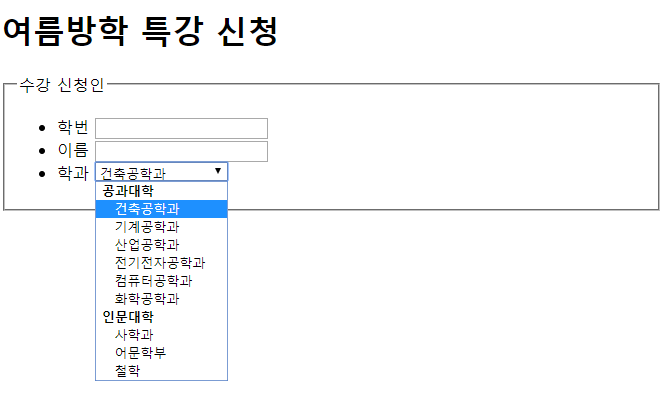 여름방학 특강 신청
수강 신청인
학번
이름
학과 건축공학과
공과대학
건축공학과
기계공학과
산업공학과
전기전자공학과
컴퓨터공학과
화학공학과
인문대학
사학과
어문학부
철학